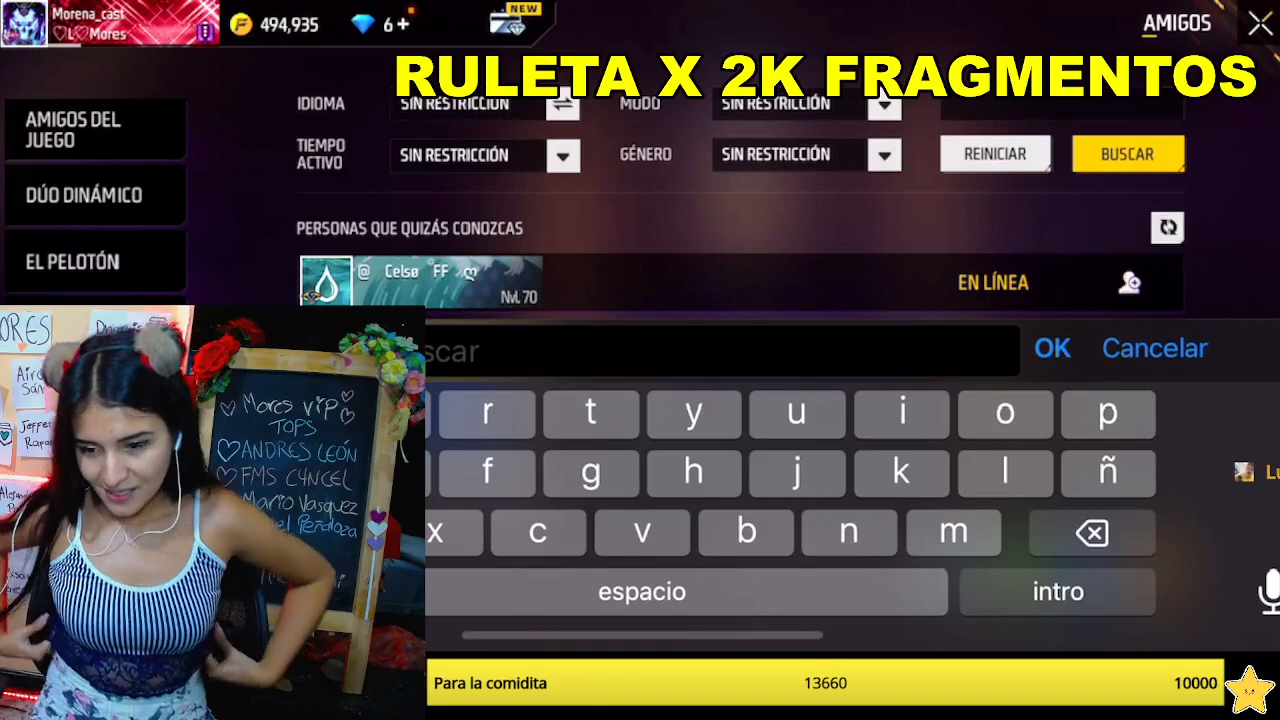 Morena_cast
♡L♡Mores
494,935
6 +
NEW
AMIGOS
RULETA X 2K FRAGMENTOS
IDIOMA
SIN RESTRICCIÓN
MODO
SIN RESTRICCIÓN
AMIGOS DEL
JUEGO
TIEMPO
ACTIVO
SIN RESTRICCIÓN
GÉNERO
SIN RESTRICCIÓN
REINICIAR
BUSCAR
DÚO DINÁMICO
PERSONAS QUE QUIZÁS CONOZCAS
EL PELOTÓN
@ Celsø FF ღ
Nvl. 70
EN LÍNEA
scar
OK
Cancelar
r t y u i o p
f g h j k l ñ
x c v b n m
espacio
intro
ORES
Mores vip
TOPS
ANDRES LEÓN
FMS C4NCEL
Mario Vasquez
Peñaloza
Para la comidita
13660
10000